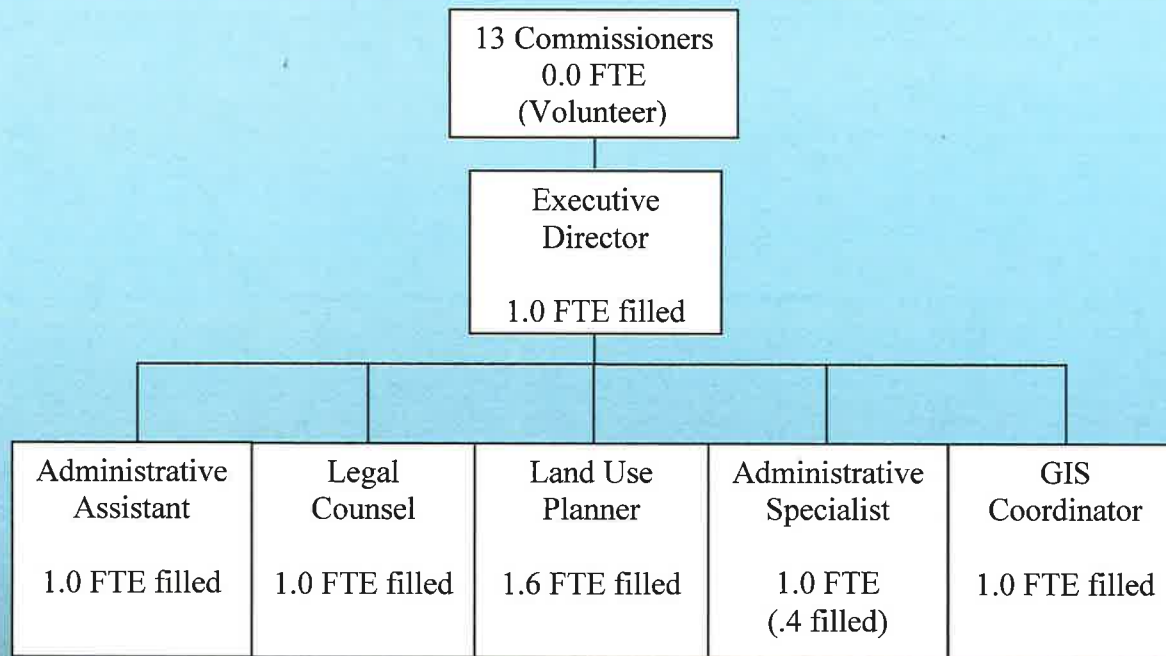 13 Commissioners
0.0 FTE
(Volunteer)
Executive
Director
1.0 FTE filled
Administrative
Assistant
1.0 FTE filled
Legal
Counsel
1.0 FTE filled
Land Use
Planner
1.6 FTE filled
Administrative
Specialist
1.0 FTE
(.4 filled)
GIS
Coordinator
1.0 FTE filled